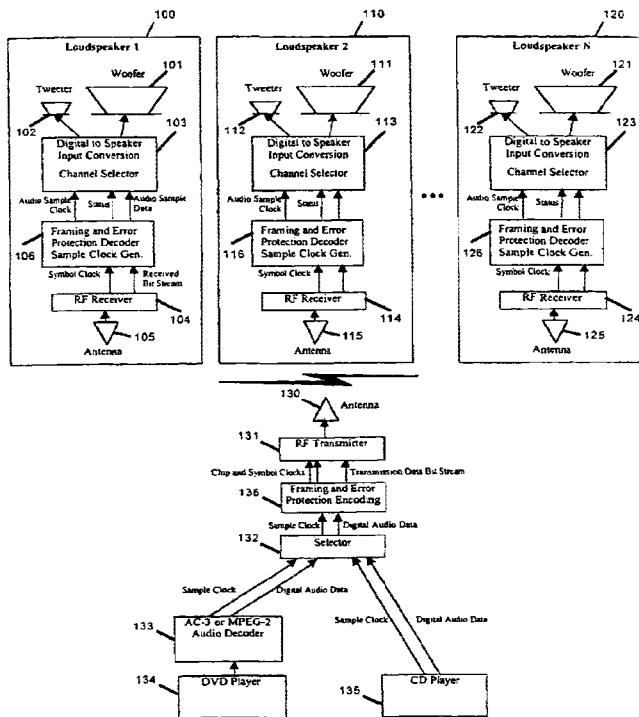 100
110
120
Loudspeaker 1
Loudspeaker 2
Loudspeaker N
101
Woofer
Tweeter
102
103
Digital to Speaker
Input Conversion
Channel Selector
Audio Sample
Clock
Status
Audio Sample
Data
106
Framing and Error
Protection Decoder
Sample Clock Gen.
Symbol Clock
Received
Bit Stream
RF Receiver
104
105
Antenna
111
Woofer
Tweeter
112
113
Digital to Speaker
Input Conversion
Channel Selector
Audio Sample
Clock
Status
116
Framing and Error
Protection Decoder
Sample Clock Gen.
Symbol Clock
RF Receiver
114
115
Antenna
121
Woofer
Tweeter
122
123
Digital to Speaker
Input Conversion
Channel Selector
Audio Sample
Clock
Status
126
Framing and Error
Protection Decoder
Sample Clock Gen.
Symbol Clock
RF Receiver
124
125
Antenna
130
Antenna
131
RF Transmitter
Chip and Symbol Clocks
Transmission Data Bit Stream
136
Framing and Error
Protection Encoding
Sample Clock
Digital Audio Data
132
Selector
Sample Clock
Digital Audio Data
Sample Clock
Digital Audio Data
133
AC-3 or MPEG-2
Audio Decoder
134
DVD Player
135
CD Player